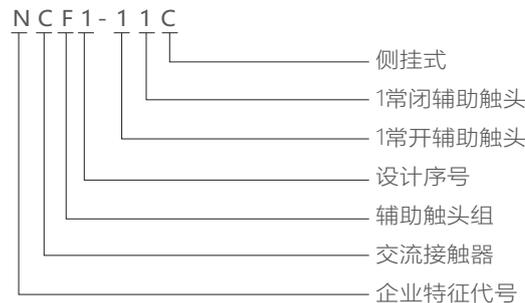 NCF1-11C
侧挂式
1常闭辅助触头
1常开辅助触头
设计序号
辅助触头组
交流接触器
企业特征代号